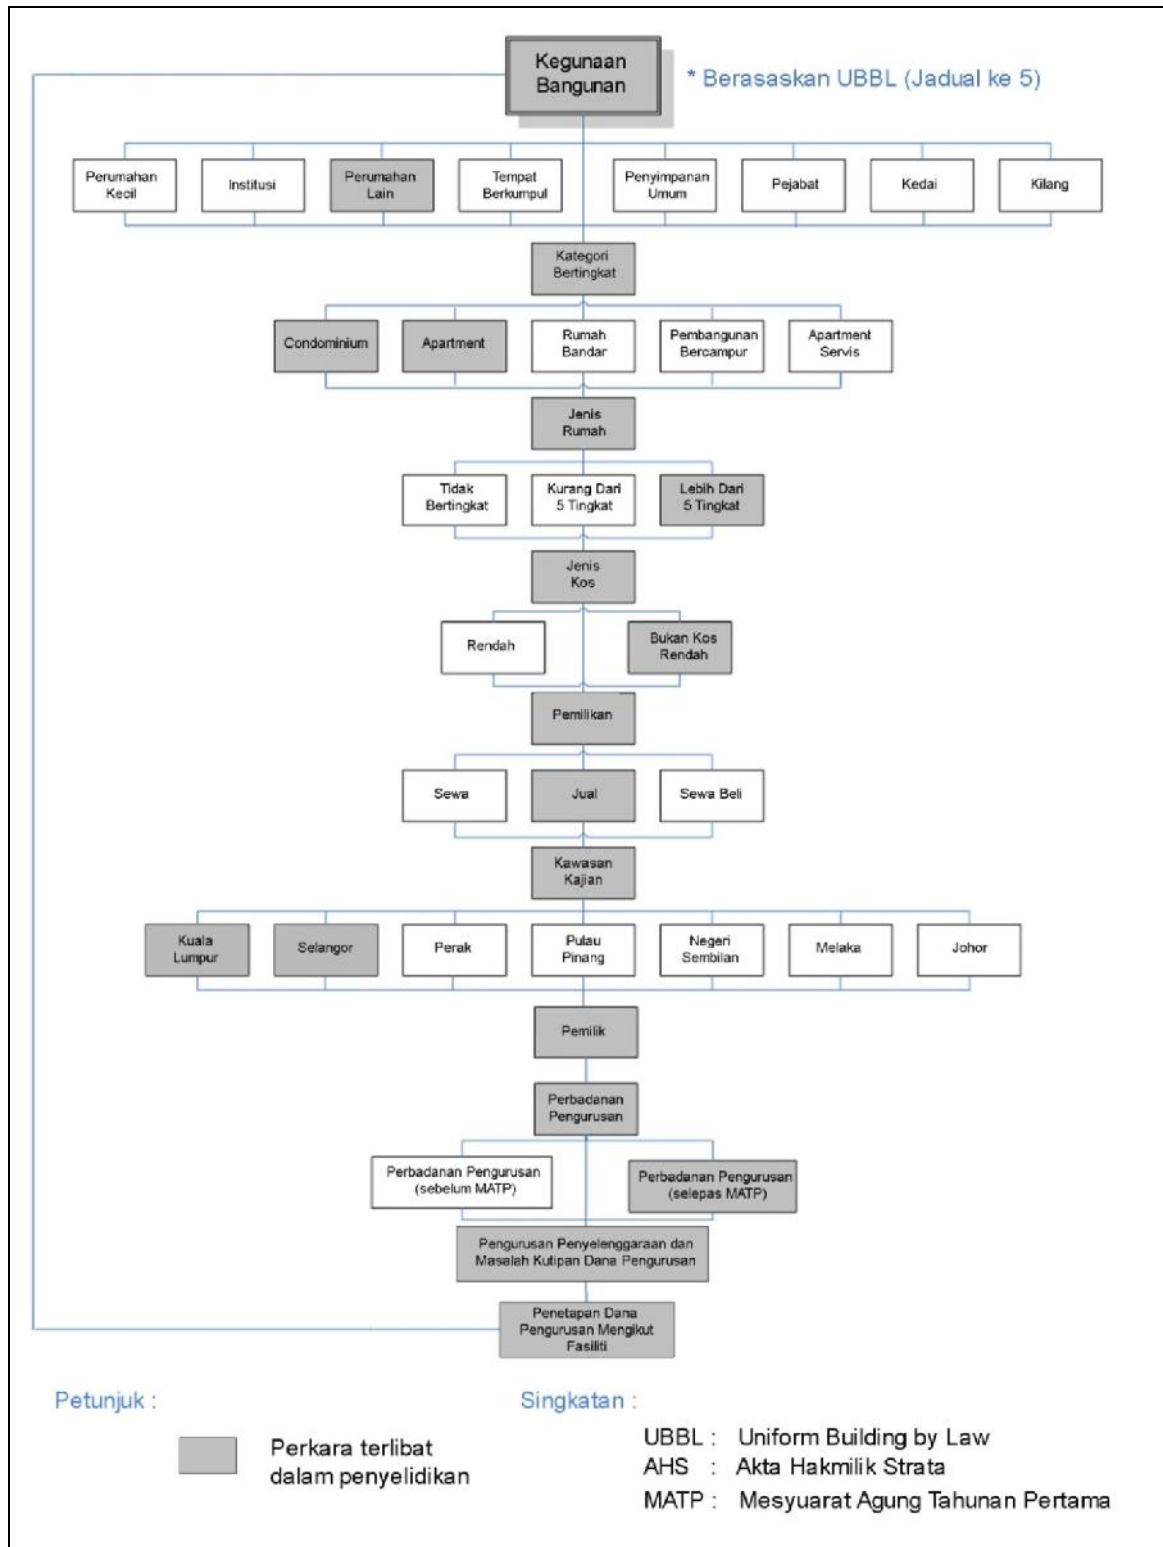 Kegunaan
Bangunan
* Berasaskan UBBL (Jadual ke 5)
Perumahan
Kecil
Institusi
Perumahan
Lain
Tempat
Berkumpul
Penyimpanan
Umum
Pejabat
Kedai
Kilang
Kategori
Bertingkat
Condominium
Apartment
Rumah
Bandar
Pembangunan
Bercampur
Apartment
Servis
Jenis
Rumah
Tidak
Bertingkat
Kurang Dari
5 Tingkat
Lebih Dari
5 Tingkat
Jenis
Kos
Rendah
Bukan Kos
Rendah
Pemilikan
Sewa
Jual
Sewa Beli
Kawasan
Kajian
Kuala
Lumpur
Selangor
Perak
Pulau
Pinang
Negeri
Sembilan
Melaka
Johor
Pemilik
Perbadanan
Pengurusan
Perbadanan Pengurusan
(sebelum MATP)
Perbadanan Pengurusan
(selepas MATP)
Pengurusan Penyelenggaraan dan
Masalah Kutipan Dana Pengurusan
Penetapan Dana
Pengurusan Mengikut
Fasiliti
Petunjuk :
Perkara terlibat
dalam penyelidikan
Singkatan :
UBBL : Uniform Building by Law
AHS : Akta Hakmilik Strata
MATP : Mesyuarat Agung Tahunan Pertama